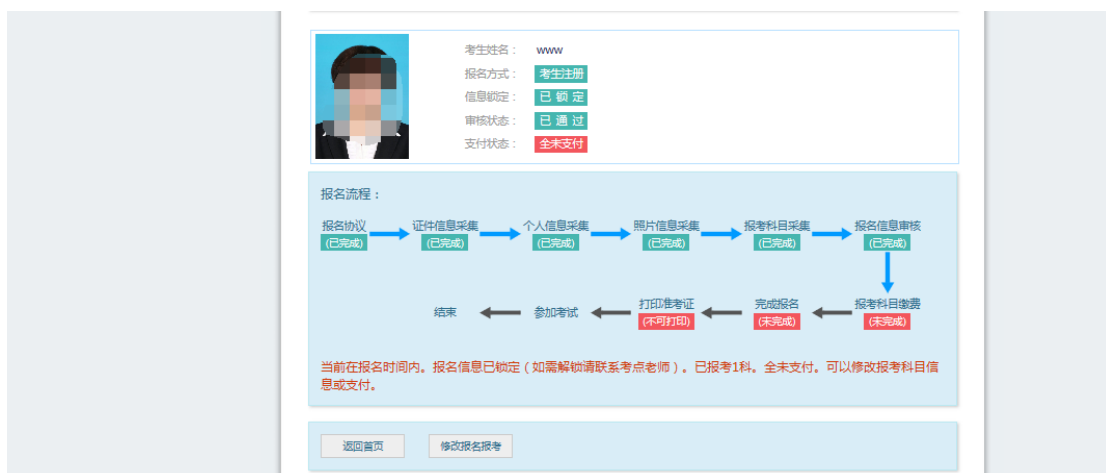 考生姓名： www
报名方式： 考生注册
信息锁定： 已 锁 定
审核状态： 已 通 过
支付状态： 全未支付
报名流程：
报名协议 证件信息采集 个人信息采集 照片信息采集 报考科目采集 报名信息审核
(已完成) (已完成) (已完成) (已完成) (已完成) (已完成)
结束 参加考试 打印准考证 完成报名 报考科目缴费
(不可打印) (未完成) (未完成)
当前在报名时间内。报名信息已锁定（如需解锁请联系考点老师）。已报考1科。全未支付。可以修改报考科目信
息或支付。
返回首页 修改报名报考